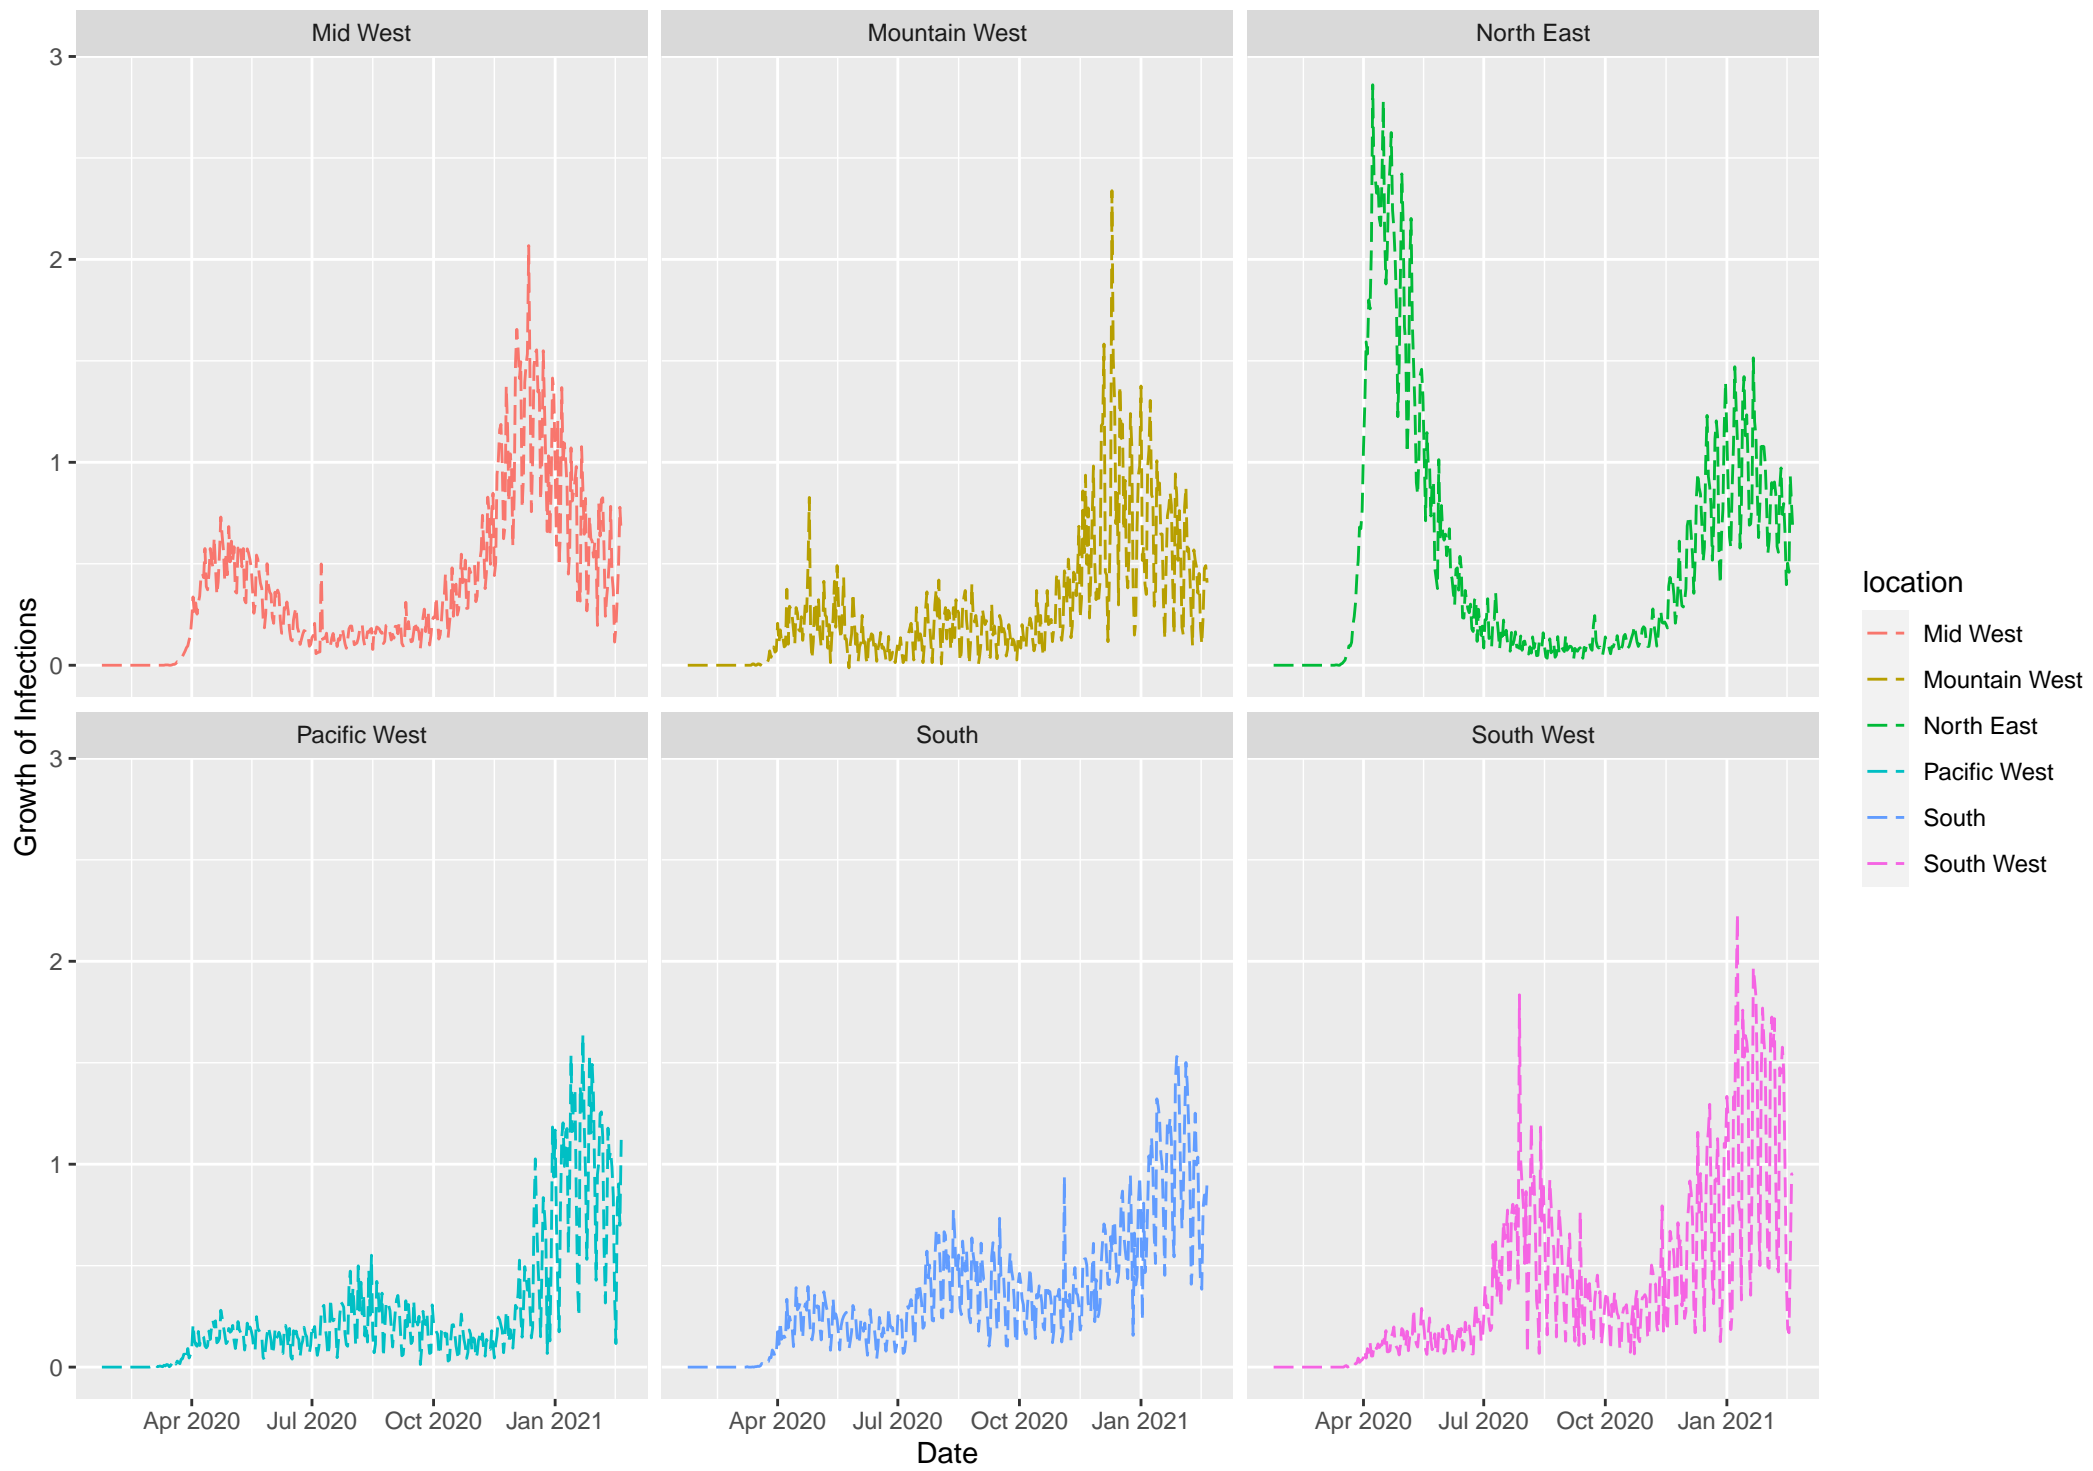 Mid West
Mountain West
North East
3
2
1
0
Growth of Infections
Pacific West
South
South West
3
2
1
0
Apr 2020 Jul 2020 Oct 2020 Jan 2021
Apr 2020 Jul 2020 Oct 2020 Jan 2021
Apr 2020 Jul 2020 Oct 2020 Jan 2021
Date
location
Mid West
Mountain West
North East
Pacific West
South
South West